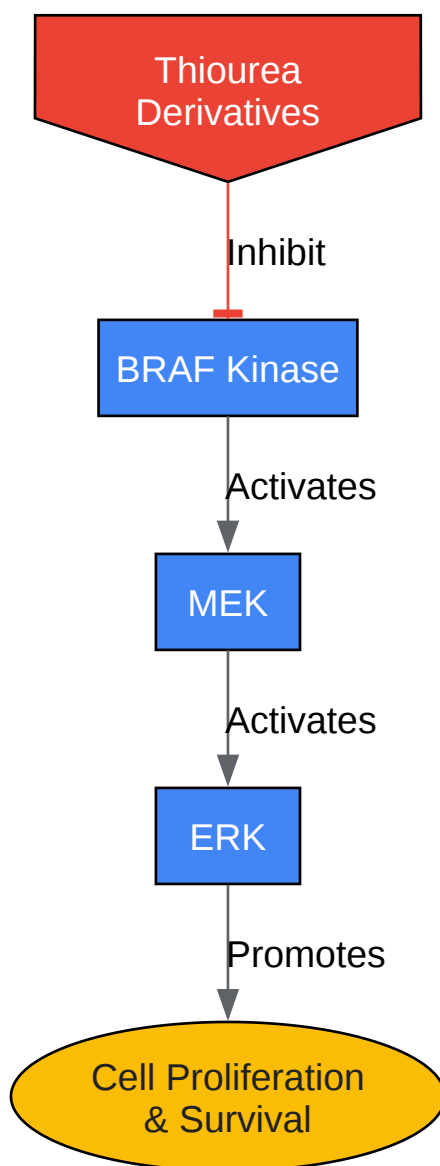 Thiourea
Derivatives
Inhibit
BRAF Kinase
Activates
MEK
Activates
ERK
Promotes
Cell Proliferation
& Survival